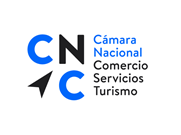 CN
C
Cámara
Nacional
Comercio
Servicios
Turismo